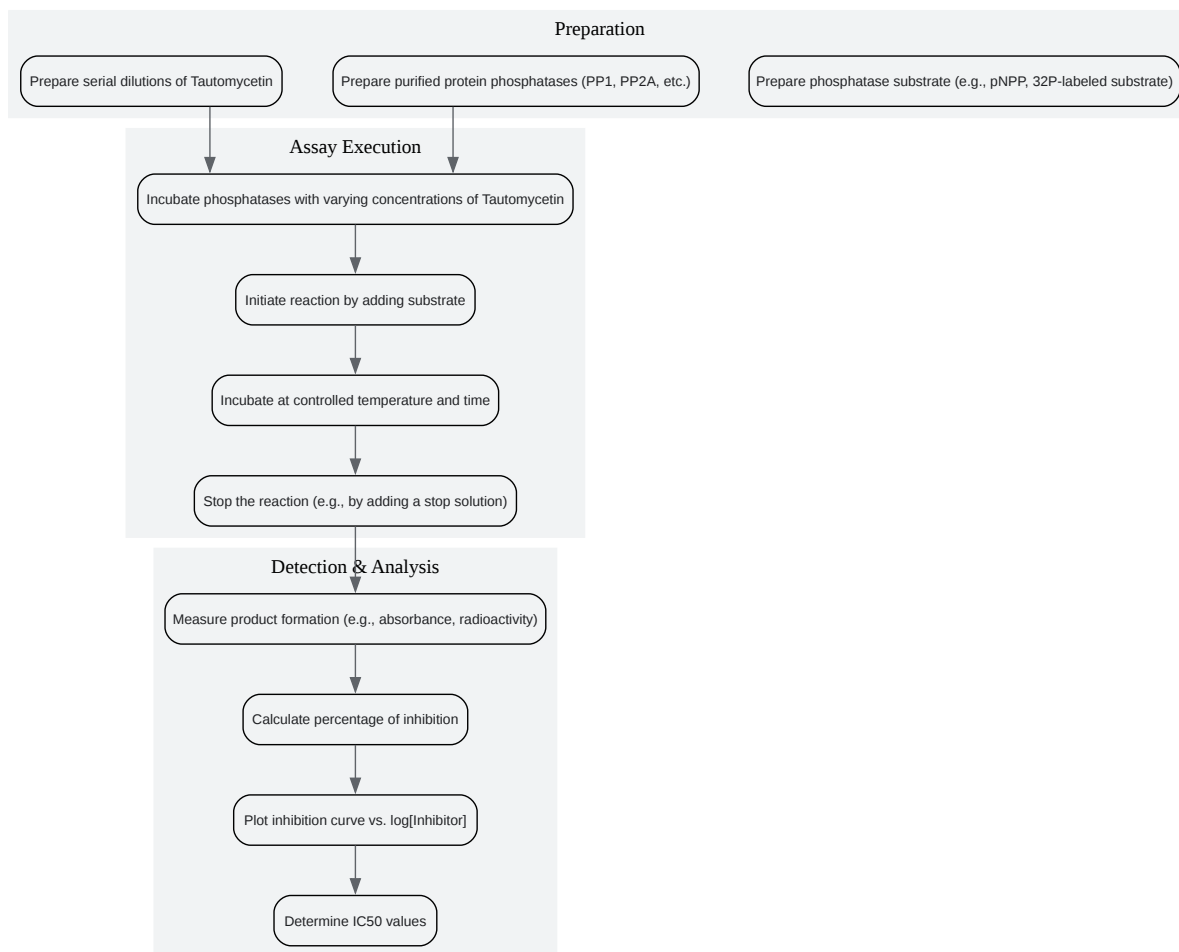 Preparation
Prepare serial dilutions of Tautomycetin
Prepare purified protein phosphatases (PP1, PP2A, etc.)
Prepare phosphatase substrate (e.g., pNPP, 32P-labeled substrate)
Assay Execution
Incubate phosphatases with varying concentrations of Tautomycetin
Initiate reaction by adding substrate
Incubate at controlled temperature and time
Stop the reaction (e.g., by adding a stop solution)
Detection & Analysis
Measure product formation (e.g., absorbance, radioactivity)
Calculate percentage of inhibition
Plot inhibition curve vs. log[Inhibitor]
Determine IC50 values